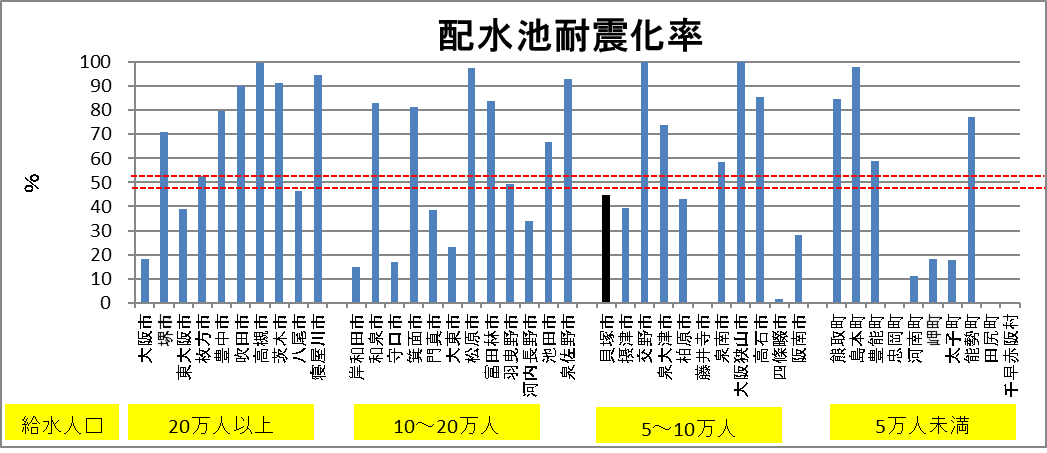 配水池耐震化率
%
100
90
80
70
60
50
40
30
20
10
0
大阪市
堺市
東大阪市
枚方市
豊中市
吹田市
高槻市
茨木市
八尾市
寝屋川市
岸和田市
和泉市
守口市
箕面市
門真市
大東市
松原市
富田林市
羽曳野市
河内長野市
池田市
泉佐野市
貝塚市
摂津市
交野市
泉大津市
柏原市
藤井寺市
泉南市
大阪狭山市
高石市
四條畷市
阪南市
熊取町
島本町
豊能町
忠岡町
河南町
岬町
太子町
能勢町
田尻町
千早赤阪村
給水人口
20万人以上
10～20万人
5～10万人
5万人未満